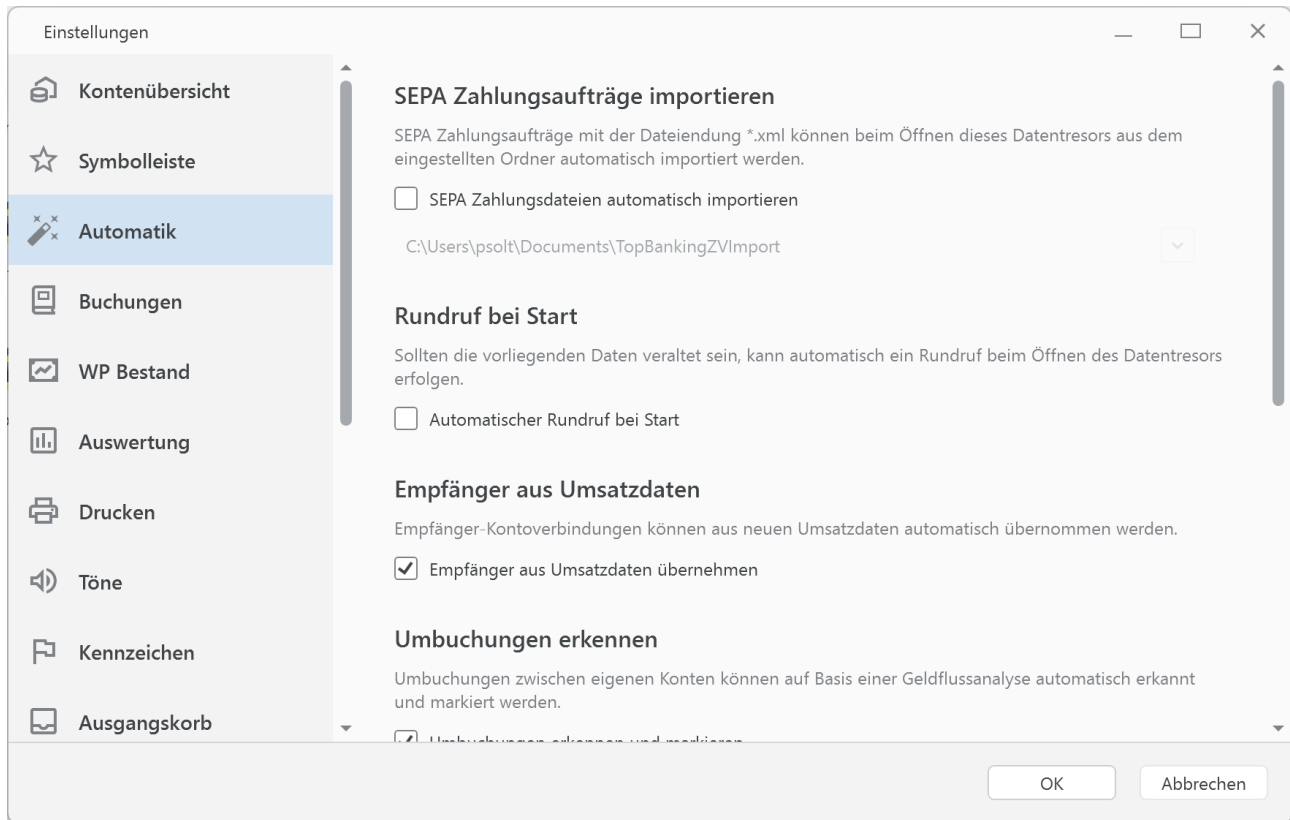 Einstellungen
Kontenübersicht
Symbolleiste
Automatik
Buchungen
WP Bestand
Auswertung
Drucken
Töne
Kennzeichen
Ausgangskorb
SEPA Zahlungsaufträge importieren
SEPA Zahlungsaufträge mit der Dateiendung *.xml können beim Öffnen dieses Datentresors aus dem
eingestellten Ordner automatisch importiert werden.
SEPA Zahlungsdateien automatisch importieren
C:\Users\psolt\Documents\TopBankingZVImport
Rundruf bei Start
Sollten die vorliegenden Daten veraltet sein, kann automatisch ein Rundruf beim Öffnen des Datentresors
erfolgen.
Automatischer Rundruf bei Start
Empfänger aus Umsatzdaten
Empfänger-Kontoverbindungen können aus neuen Umsatzdaten automatisch übernommen werden.
Empfänger aus Umsatzdaten übernehmen
Umbuchungen erkennen
Umbuchungen zwischen eigenen Konten können auf Basis einer Geldflussanalyse automatisch erkannt
und markiert werden.
Umbuchungen erkennen und markieren
OK
Abbrechen